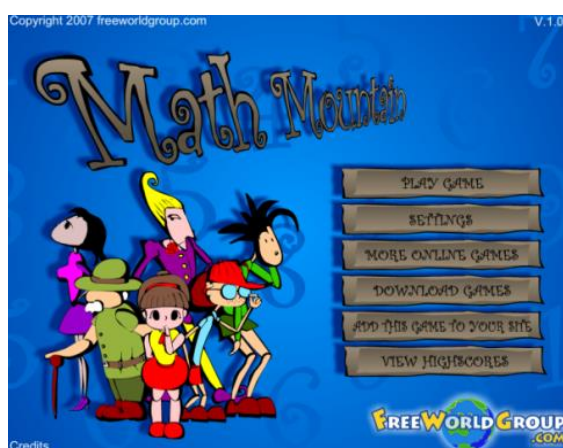 Copyright 2007 freeworldgroup.com
V.1.0
Math Mountain
PLAY GAME
SETTINGS
MORE ONLINE GAMES
DOWNLOAD GAMES
ADD THIS GAME TO YOUR SITE
VIEW HIGHSCORES
FREEWORLDGROUP
.COM
Credits